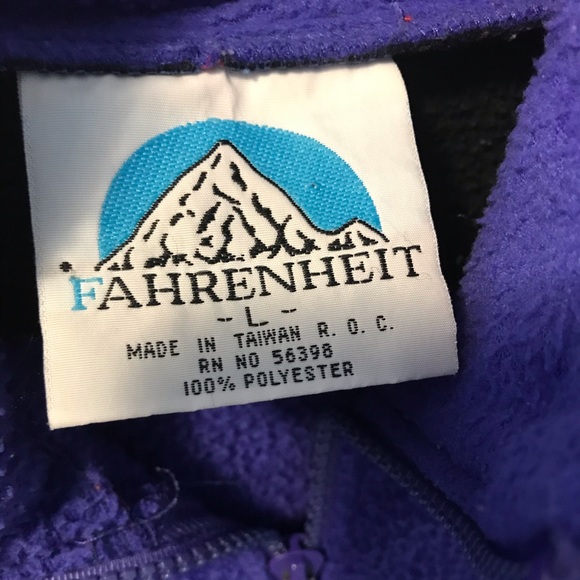 °FAHRENHEIT
- L -
MADE IN TAIWAN R. O. C.
RN NO 56398
100% POLYESTER